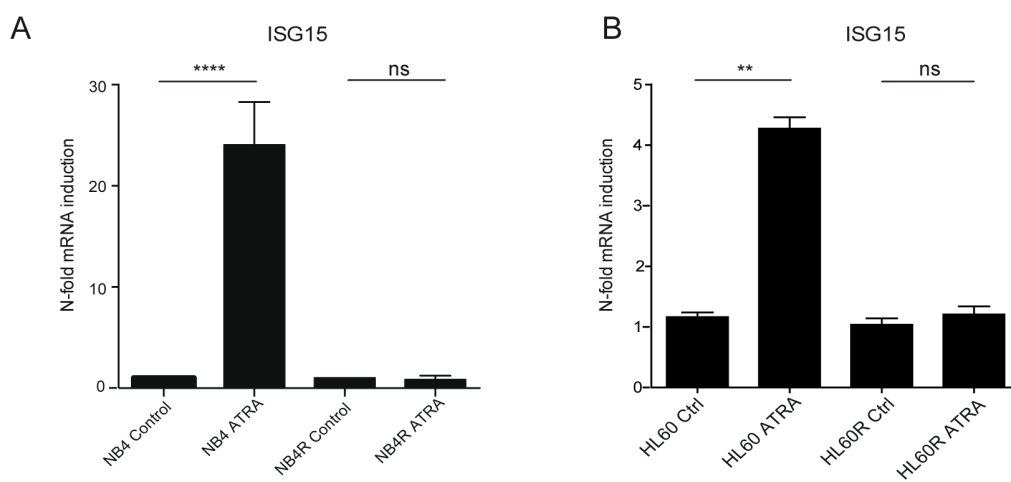 A
ISG15
****
ns
N-fold mRNA induction
30
20
10
0
NB4 Control
NB4 ATRA
NB4R Control
NB4R ATRA
B
ISG15
**
ns
N-fold mRNA induction
5
4
3
2
1
0
HL60 Ctrl
HL60 ATRA
HL60R Ctrl
HL60R ATRA